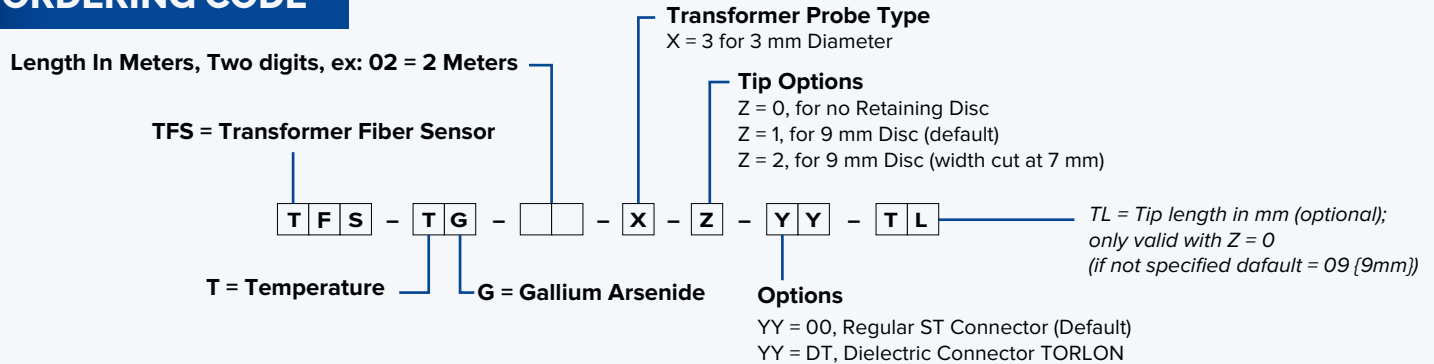 ORDERING CODE
Transformer Probe Type
X = 3 for 3 mm Diameter
Length In Meters, Two digits, ex: 02 = 2 Meters
Tip Options
Z = 0, for no Retaining Disc
Z = 1, for 9 mm Disc (default)
Z = 2, for 9 mm Disc (width cut at 7 mm)
TFS = Transformer Fiber Sensor
T F S – T G – – X – Z – Y Y – T L
TL = Tip length in mm (optional);
only valid with Z = 0
(if not specified dafault = 09 {9mm})
T = Temperature
G = Gallium Arsenide
Options
YY = 00, Regular ST Connector (Default)
YY = DT, Dielectric Connector TORLON